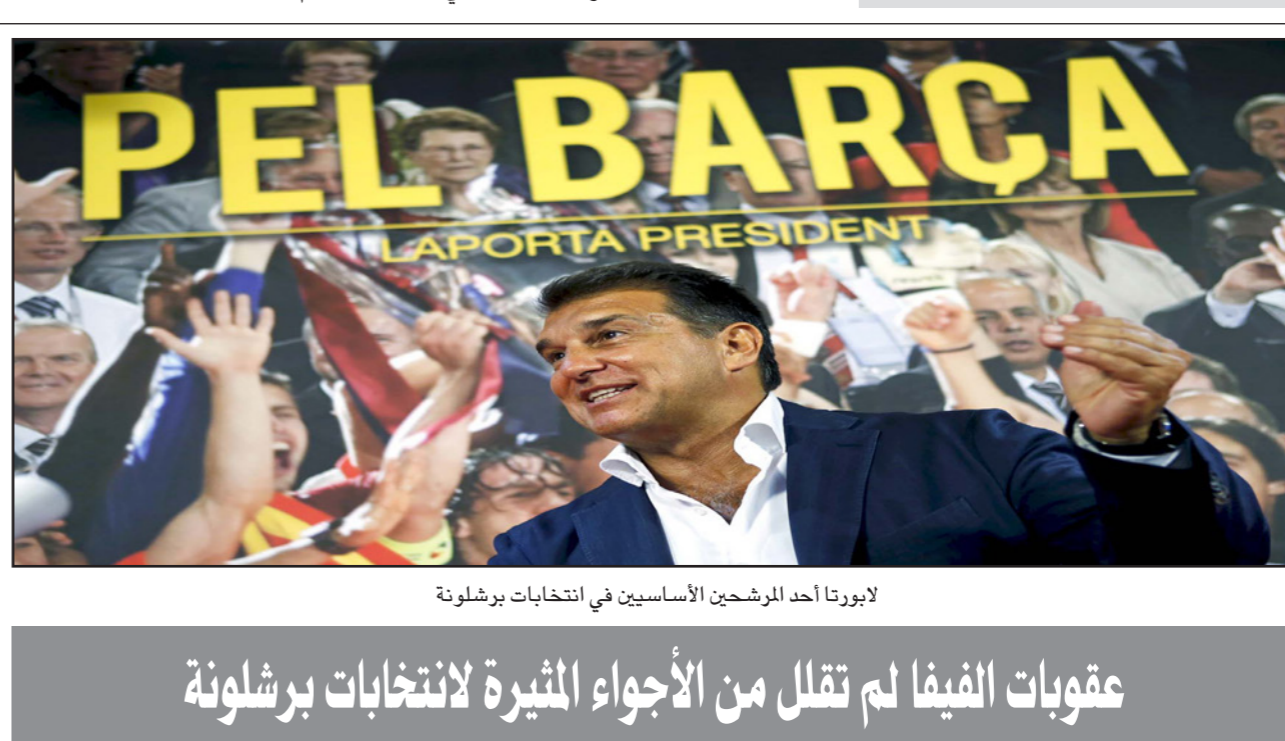 PEL BARÇA
LAPORTA PRESIDENT
لابورتا أحد المرشحين الأساسيين في انتخابات برشلونة
عقوبات الفيفا لم تقلل من الأجواء المثيرة لانتخابات برشلونة